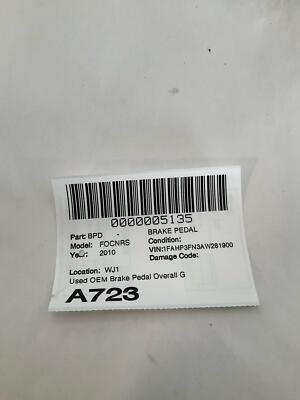 0000005135
Part: BPD - BRAKE PEDAL
Model: FOCNRS Condition:
Year: 2010 VIN:1FAHP3FN3AW281900
Damage Code:
Location: WJ1
Used OEM Brake Pedal Overall G
A723